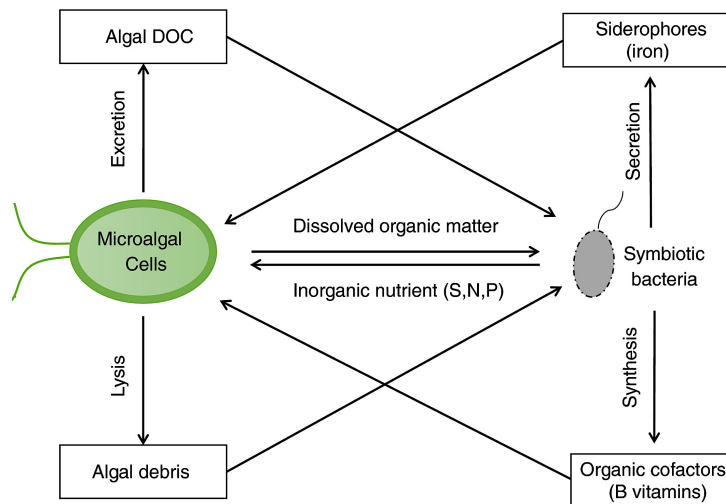 Algal DOC
Siderophores
(iron)
Excretion
Secretion
Microalgal
Cells
Dissolved organic matter
Inorganic nutrient (S,N,P)
Symbiotic
bacteria
Lysis
Synthesis
Algal debris
Organic cofactors
(B vitamins)